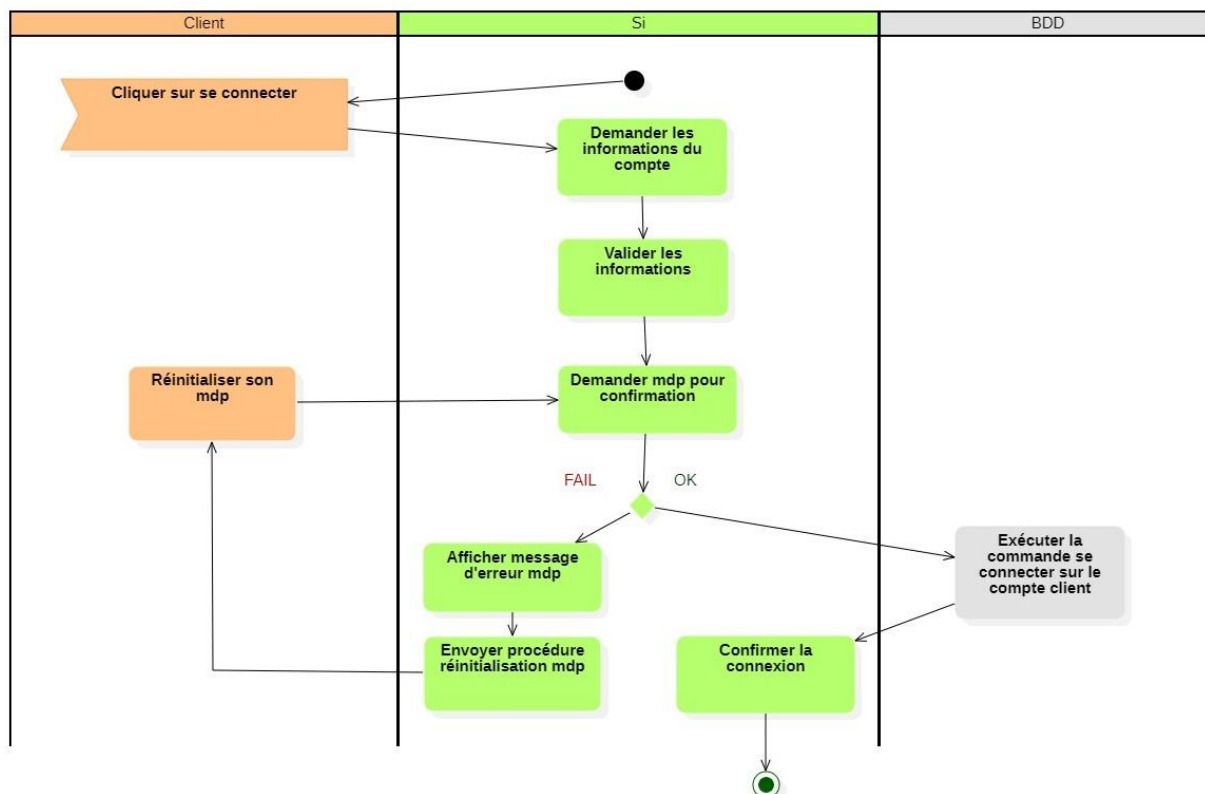 Client
Si
BDD
Cliquer sur se connecter
Demander les
informations du
compte
Valider les
informations
Réinitialiser son
mdp
Demander mdp pour
confirmation
FAIL
OK
Afficher message
d'erreur mdp
Exécuter la
commande se
connecter sur le
compte client
Envoyer procédure
réinitialisation mdp
Confirmer la
connexion